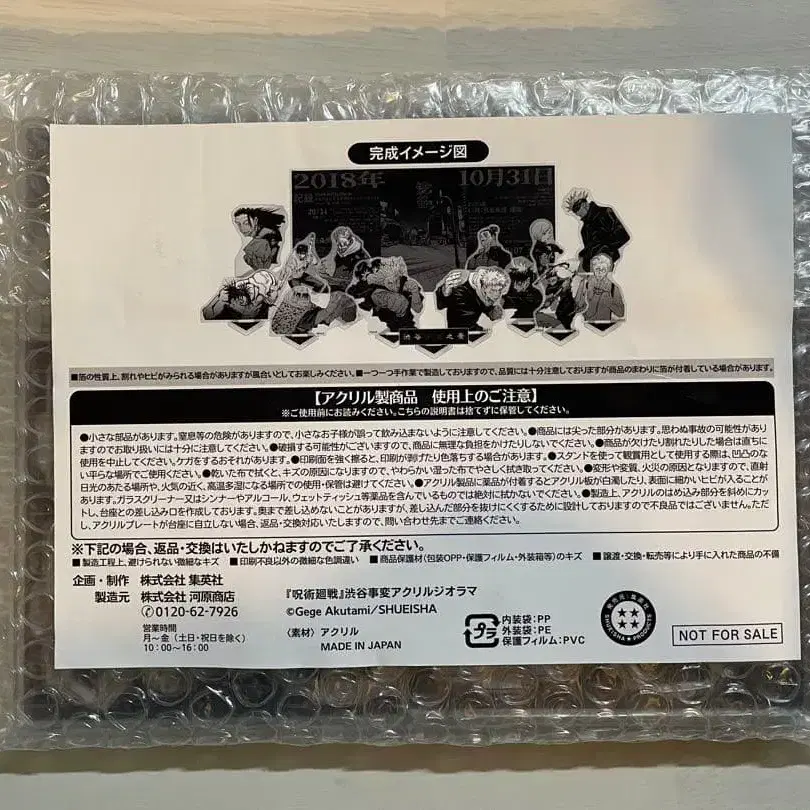 完成イメージ図
2018年 10月31日
記録
■箔の性質上、割れやヒビがみられる場合がありますが風合いとしてお楽しみください。■一つ一つ手作業で製造しておりますので、品質には十分注意しておりますが商品のまわりに箔が付着している場合があります。
【アクリル製商品 使用上のご注意】
※ご使用前にお読みください。こちらの説明書は捨てずに保管してください。
●小さな部品があります。窒息等の危険がありますので、小さなお子様が誤って飲み込まないように注意してください。●商品には尖った部分があります。思わぬ事故の可能性があり
ますのでお取り扱いには十分に注意してください。●破損する可能性がございますので、商品に無理な負担をかけたりしないでください。●商品が欠けたり割れたりした場合は直ちに
使用を中止してください。ケガをするおそれがあります。●印刷面を強く擦ると、印刷が剥げたり色落ちする場合があります。●スタンドを使って観賞用として使用する際は、凹凸のな
い平らな場所でご使用ください。●乾いた布で拭くと、キズの原因になりますので、やわらかい湿った布でやさしく拭き取ってください。●変形や変質、火災の原因となりますので、直射
日光のあたる場所や、火気の近く、高温多湿になる場所での使用・保管は避けてください。●アクリル製品に薬品が付着するとアクリル板が白濁したり、表面に細かいヒビが入ることが
あります。ガラスクリーナー又はシンナーやアルコール、ウェットティッシュ等薬品を含んでいるものでは絶対に拭かないでください。●製造上、アクリルのはめ込み部分を斜めにカッ
トし、台座との差し込み口を作成しております。奥まで差し込めないことがありますが、差し込んだ部分を抜けにくくするために設計しておりますので不良品ではございません。ただ
し、アクリルプレートが台座に自立しない場合、返品・交換対応いたしますので、問い合わせ先までご連絡ください。
※下記の場合、返品・交換はいたしかねますのでご了承ください。
■製造工程上、避けられない微細なキズ ■印刷不良以外の微細な色調違い ■商品保護材(包装OPP・保護フィルム・外装箱等)のキズ ■譲渡・交換・転売等により手に入れた商品の不備
企画・制作 株式会社 集英社
製造元 株式会社 河原商店
0120-62-7926
営業時間
月~金(土日・祝日を除く)
10:00~16:00
『呪術廻戦』渋谷事変アクリルジオラマ
©Gege Akutami/SHUEISHA
〈素材〉アクリル
MADE IN JAPAN
プラ
内装袋:PP
外装袋:PE
保護フィルム:PVC
発売元・集英社
SHUEISHA PRODUCTS
NOT FOR SALE